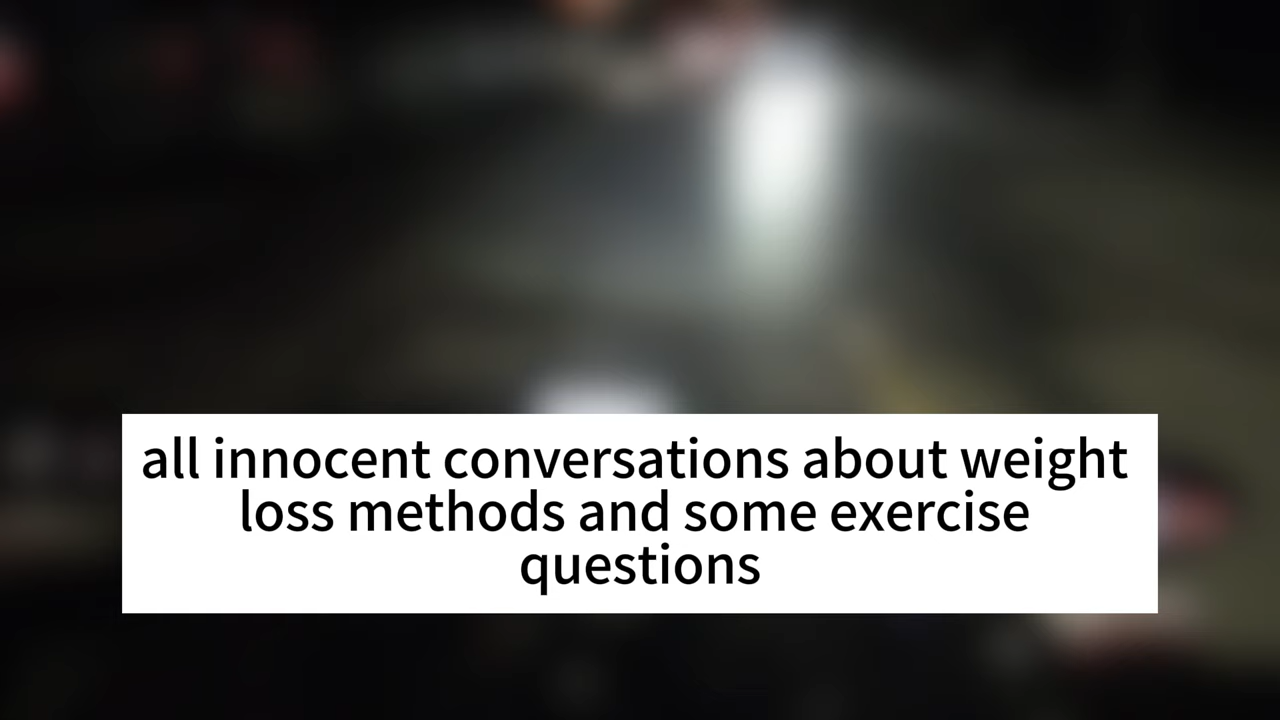 all innocent conversations about weight
loss methods and some exercise
questions